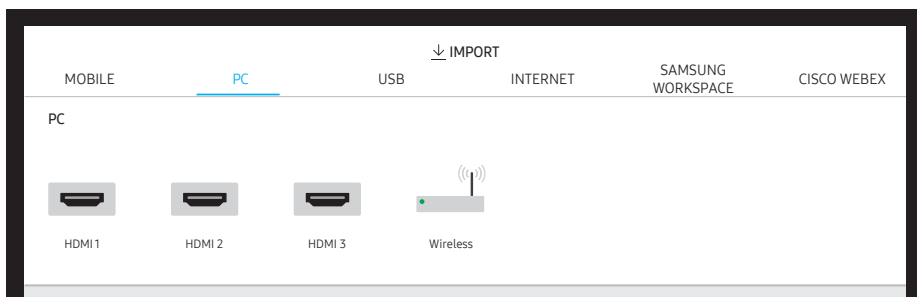 IMPORT
MOBILE PC USB INTERNET SAMSUNG WORKSPACE CISCO WEBEX
PC
HDMI 1 HDMI 2 HDMI 3 Wireless